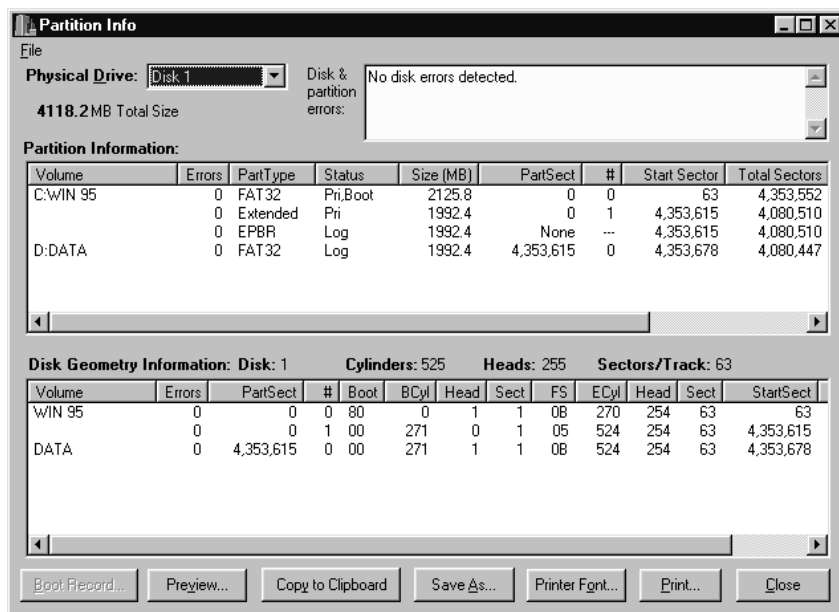 Partition Info
File
Physical Drive: Disk 1
4118.2 MB Total Size
Disk &
partition
errors:
No disk errors detected.
Partition Information:
Volume Errors PartType Status Size (MB) PartSect # Start Sector Total Sectors
C:WIN 95 0 FAT32 Pri,Boot 2125.8 0 0 63 4,353,552
0 Extended Pri 1992.4 0 1 4,353,615 4,080,510
0 EPBR Log 1992.4 None --- 4,353,615 4,080,510
D:DATA 0 FAT32 Log 1992.4 4,353,615 0 4,353,678 4,080,447
Disk Geometry Information: Disk: 1 Cylinders: 525 Heads: 255 Sectors/Track: 63
Volume Errors PartSect # Boot BCyl Head Sect FS ECyl Head Sect StartSect
WIN 95 0 0 0 80 0 1 1 0B 270 254 63 63
0 0 1 00 271 0 1 05 524 254 63 4,353,615
DATA 0 4,353,615 0 00 271 1 1 0B 524 254 63 4,353,678
Boot Record... Preview... Copy to Clipboard Save As... Printer Font... Print... Close